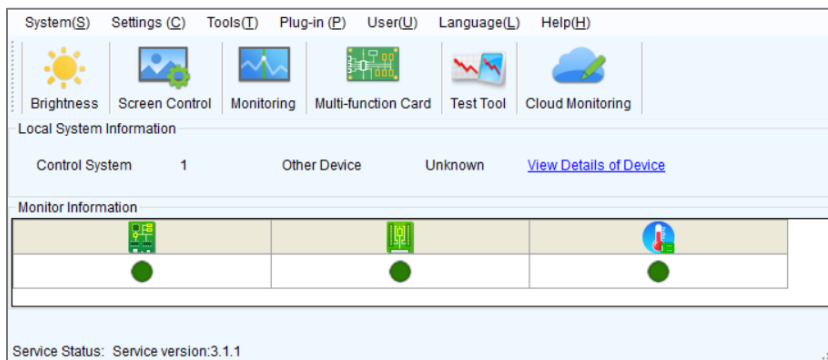 System(S) Settings (C) Tools(T) Plug-in (P) User(U) Language(L) Help(H)
Brightness Screen Control Monitoring Multi-function Card Test Tool Cloud Monitoring
Local System Information
Control System 1 Other Device Unknown View Details of Device
Monitor Information
Service Status: Service version:3.1.1